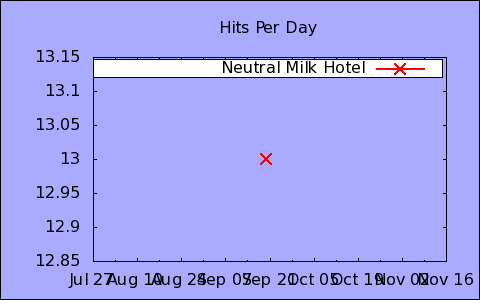 Hits Per Day
13.15
Neutral Milk Hotel
13.1
13.05
13
12.95
12.9
12.85
Jul 27 Aug 10 Aug 24 Sep 07 Sep 21 Oct 05 Oct 19 Nov 02 Nov 16